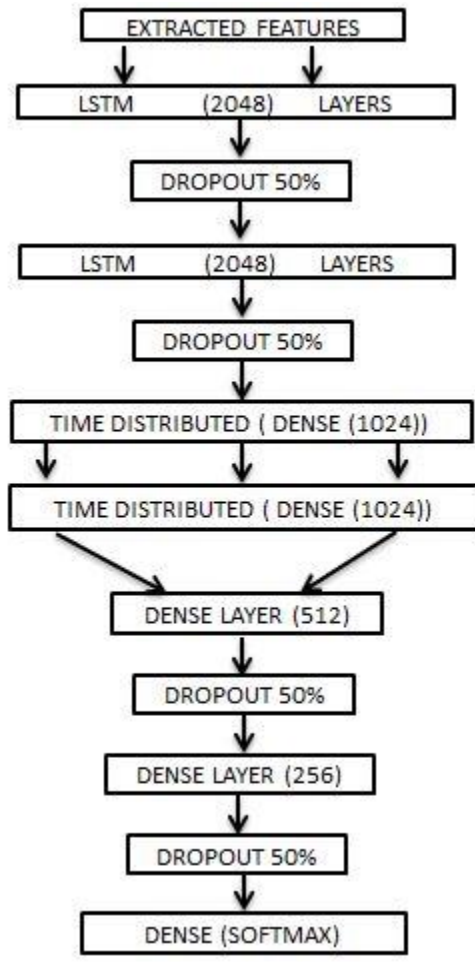 EXTRACTED FEATURES
LSTM (2048) LAYERS
DROPOUT 50%
LSTM (2048) LAYERS
DROPOUT 50%
TIME DISTRIBUTED ( DENSE (1024))
TIME DISTRIBUTED ( DENSE (1024))
DENSE LAYER (512)
DROPOUT 50%
DENSE LAYER (256)
DROPOUT 50%
DENSE (SOFTMAX)